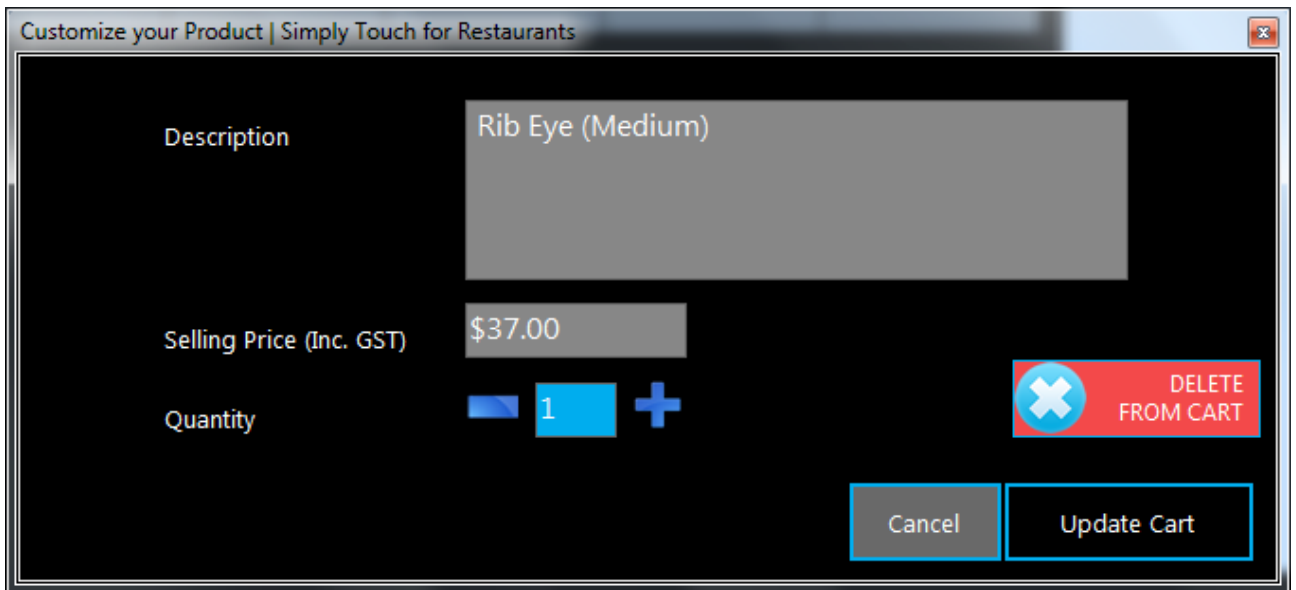 Customize your Product | Simply Touch for Restaurants
Description
Rib Eye (Medium)
Selling Price (Inc. GST)
$37.00
Quantity
1
DELETE
FROM CART
Cancel
Update Cart